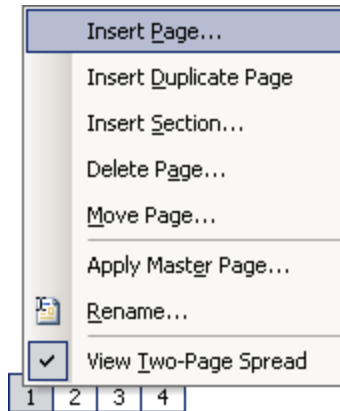 Insert Page...
Insert Duplicate Page
Insert Section...
Delete Page...
Move Page...
Apply Master Page...
Rename...
View Two-Page Spread
1 2 3 4